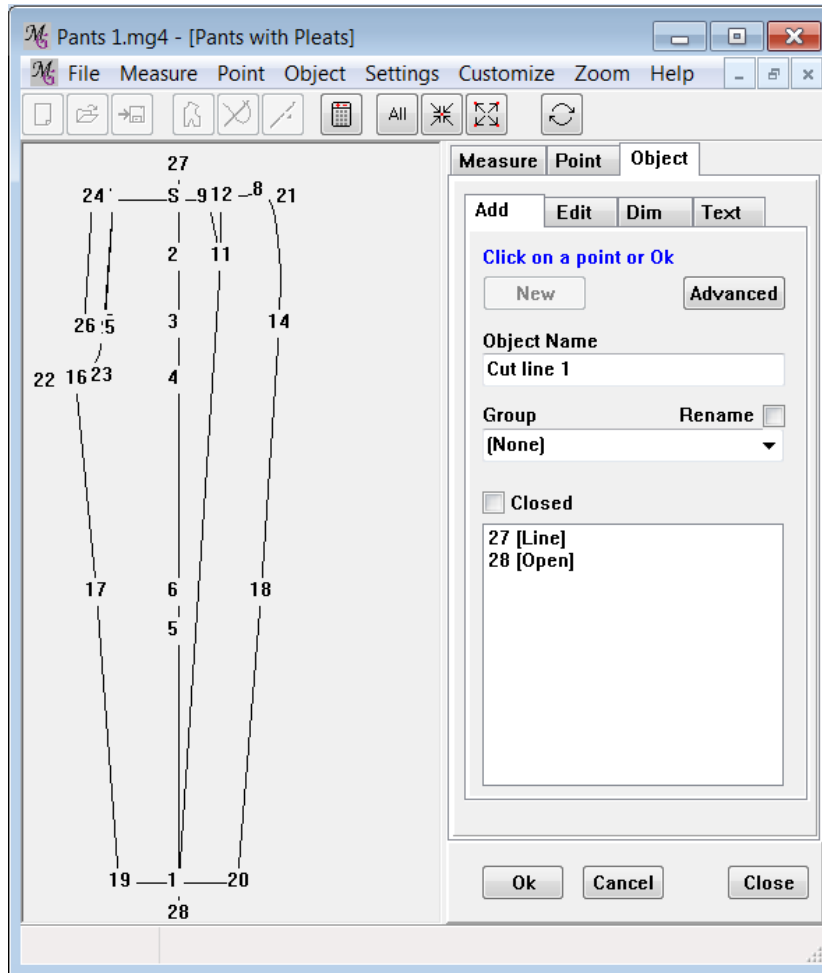 Pants 1.mg4 - [Pants with Pleats]
File Measure Point Object Settings Customize Zoom Help
All
Measure Point Object
Add Edit Dim Text
Click on a point or Ok
New Advanced
Object Name
Cut line 1
Group Rename
(None)
Closed
27 [Line]
28 [Open]
Ok Cancel Close
27
24 S 9 12 8 21
2 11
26 5 3 14
22 16 23 4
17 6 18
5
19 1 20
28